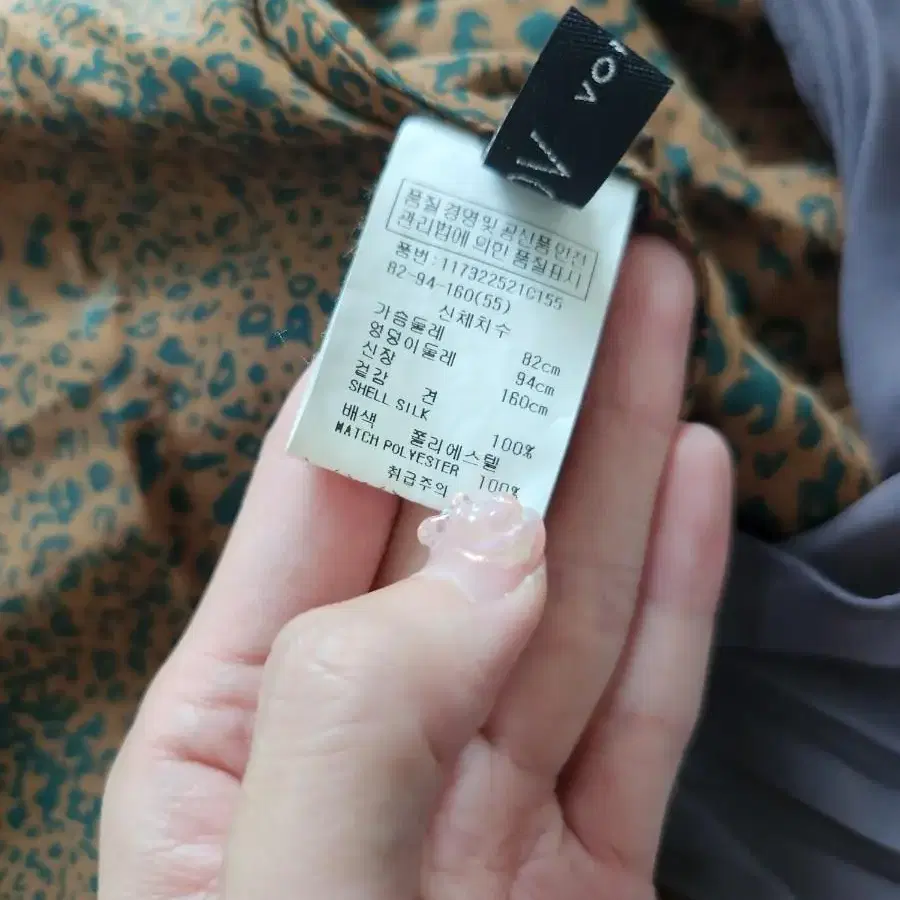 vo
OV
품질경영및 공산품안전
관리법에 의한 품질표시
품번:117322521C155
82-94-160(55)
신체치수
가슴둘레 82cm
엉덩이둘레 94cm
신장 160cm
겉감 견
SHELL SILK 100%
배색 폴리에스텔
MATCH POLYESTER 100%
취급주의